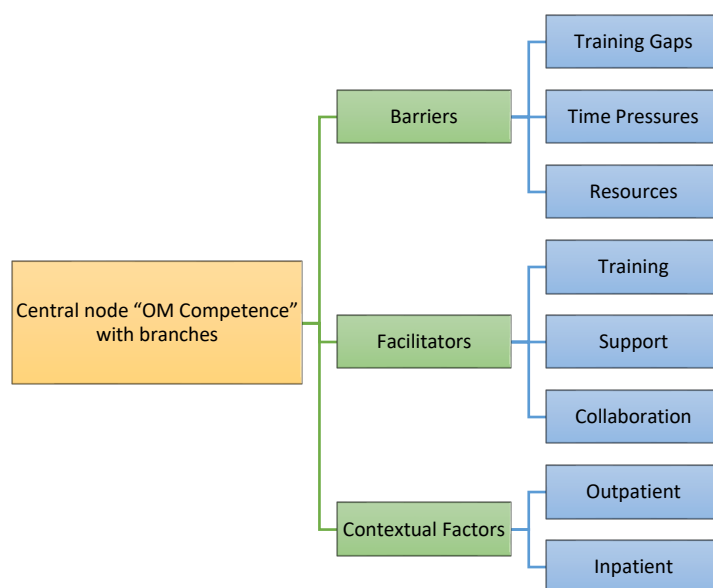 Central node “OM Competence”
with branches
Barriers
Training Gaps
Time Pressures
Resources
Facilitators
Training
Support
Collaboration
Contextual Factors
Outpatient
Inpatient